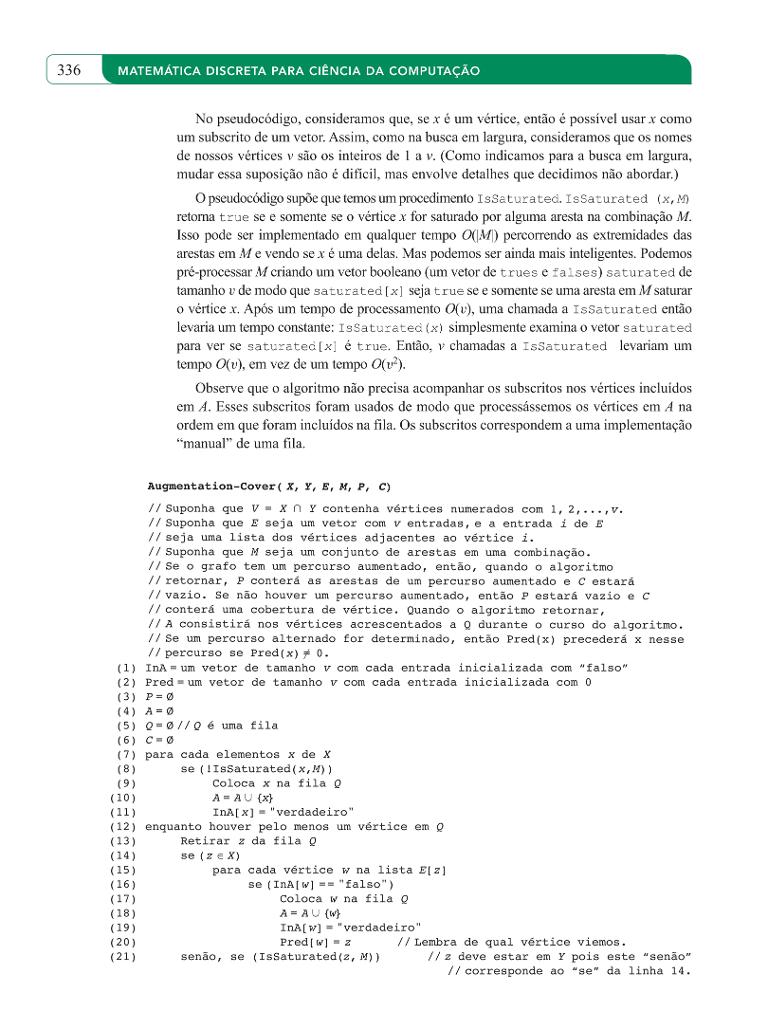 336 MATEMÁTICA DISCRETA PARA CIÊNCIA DA COMPUTAÇÃO
No pseudocódigo, consideramos que, se x é um vértice, então é possível usar x como
um subscrito de um vetor. Assim, como na busca em largura, consideramos que os nomes
de nossos vértices v são os inteiros de 1 a v. (Como indicamos para a busca em largura,
mudar essa suposição não é difícil, mas envolve detalhes que decidimos não abordar.)
O pseudocódigo supõe que temos um procedimento IsSaturated. IsSaturated (x,M)
retorna true se e somente se o vértice x for saturado por alguma aresta na combinação M.
Isso pode ser implementado em qualquer tempo O(|M|) percorrendo as extremidades das
arestas em M e vendo se x é uma delas. Mas podemos ser ainda mais inteligentes. Podemos
pré-processar M criando um vetor booleano (um vetor de trues e falses) saturated de
tamanho v de modo que saturated[x] seja true se e somente se uma aresta em M saturar
o vértice x. Após um tempo de processamento O(v), uma chamada a IsSaturated então
levaria um tempo constante: IsSaturated(x) simplesmente examina o vetor saturated
para ver se saturated[x] é true. Então, v chamadas a IsSaturated levariam um
tempo O(v), em vez de um tempo O(v²).
Observe que o algoritmo não precisa acompanhar os subscritos nos vértices incluídos
em A. Esses subscritos foram usados de modo que processássemos os vértices em A na
ordem em que foram incluídos na fila. Os subscritos correspondem a uma implementação
“manual” de uma fila.
Augmentation-Cover( X, Y, E, M, P, C)
// Suponha que V = X ∩ Y contenha vértices numerados com 1, 2,...,v.
// Suponha que E seja um vetor com v entradas, e a entrada i de E
// seja uma lista dos vértices adjacentes ao vértice i.
// Suponha que M seja um conjunto de arestas em uma combinação.
// Se o grafo tem um percurso aumentado, então, quando o algoritmo
// retornar, P conterá as arestas de um percurso aumentado e C estará
// vazio. Se não houver um percurso aumentado, então P estará vazio e C
// conterá uma cobertura de vértice. Quando o algoritmo retornar,
// A consistirá nos vértices acrescentados a Q durante o curso do algoritmo.
// Se um percurso alternado for determinado, então Pred(x) precederá x nesse
// percurso se Pred(x) ≠ 0.
(1) InA = um vetor de tamanho v com cada entrada inicializada com “falso”
(2) Pred = um vetor de tamanho v com cada entrada inicializada com 0
(3) P = Ø
(4) A = Ø
(5) Q = Ø // Q é uma fila
(6) C = Ø
(7) para cada elementos x de X
(8) se (!IsSaturated(x,M))
(9) Coloca x na fila Q
(10) A = A ∪ {x}
(11) InA[x] = "verdadeiro"
(12) enquanto houver pelo menos um vértice em Q
(13) Retirar z da fila Q
(14) se (z ∈ X)
(15) para cada vértice w na lista E[z]
(16) se (InA[w] == "falso")
(17) Coloca w na fila Q
(18) A = A ∪ {w}
(19) InA[w] = "verdadeiro"
(20) Pred[w] = z // Lembra de qual vértice viemos.
(21) senão, se (IsSaturated(z, M)) // z deve estar em Y pois este “senão”
// corresponde ao “se” da linha 14.